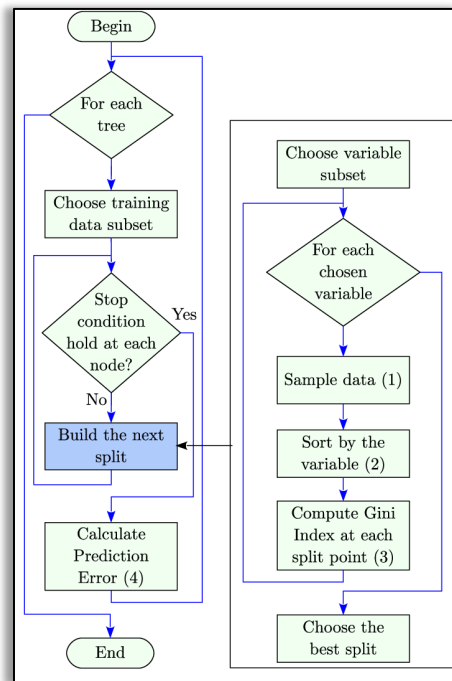 Begin
For each
tree
Choose training
data subset
Stop
condition
hold at each
node?
Yes
No
Build the next
split
Calculate
Prediction
Error (4)
End
Choose variable
subset
For each
chosen
variable
Sample data (1)
Sort by the
variable (2)
Compute Gini
Index at each
split point (3)
Choose the
best split